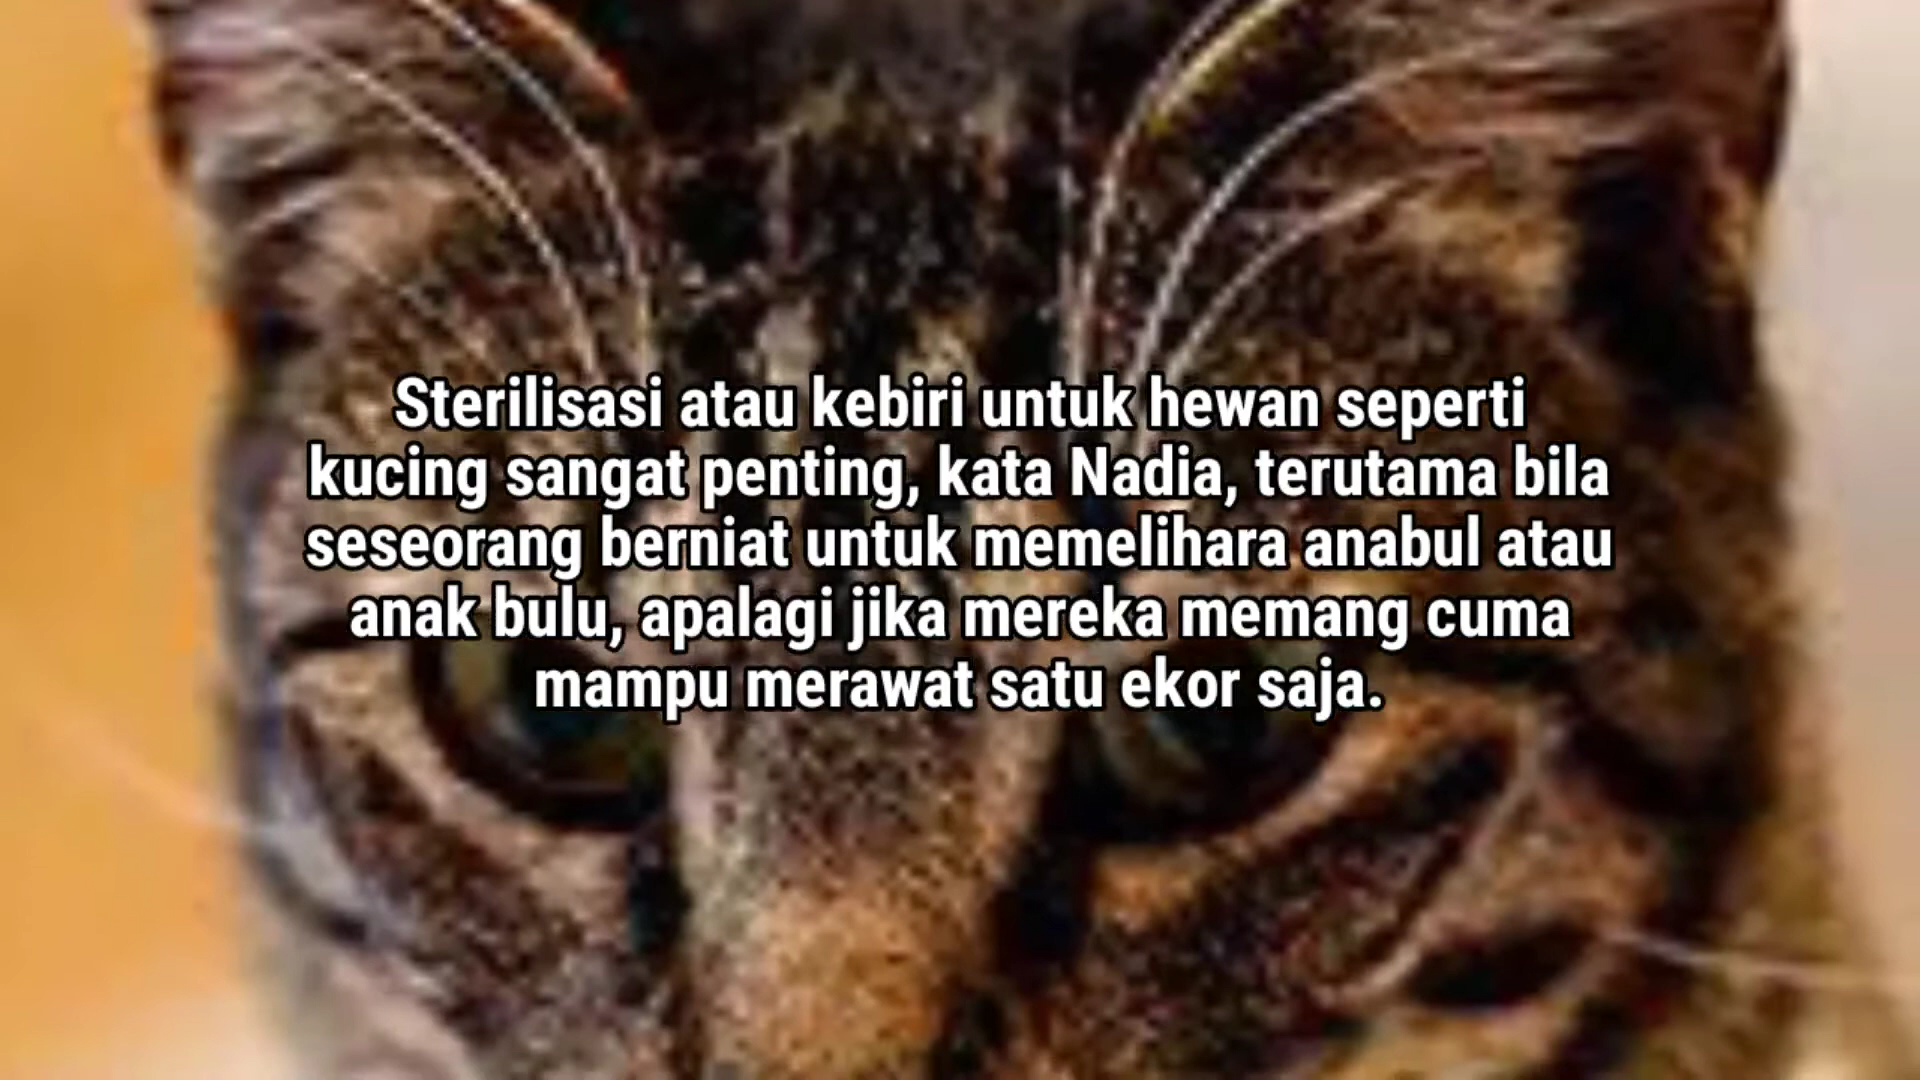 Sterilisasi atau kebiri untuk hewan seperti
kucing sangat penting, kata Nadia, terutama bila
seseorang berniat untuk memelihara anabul atau
anak bulu, apalagi jika mereka memang cuma
mampu merawat satu ekor saja.